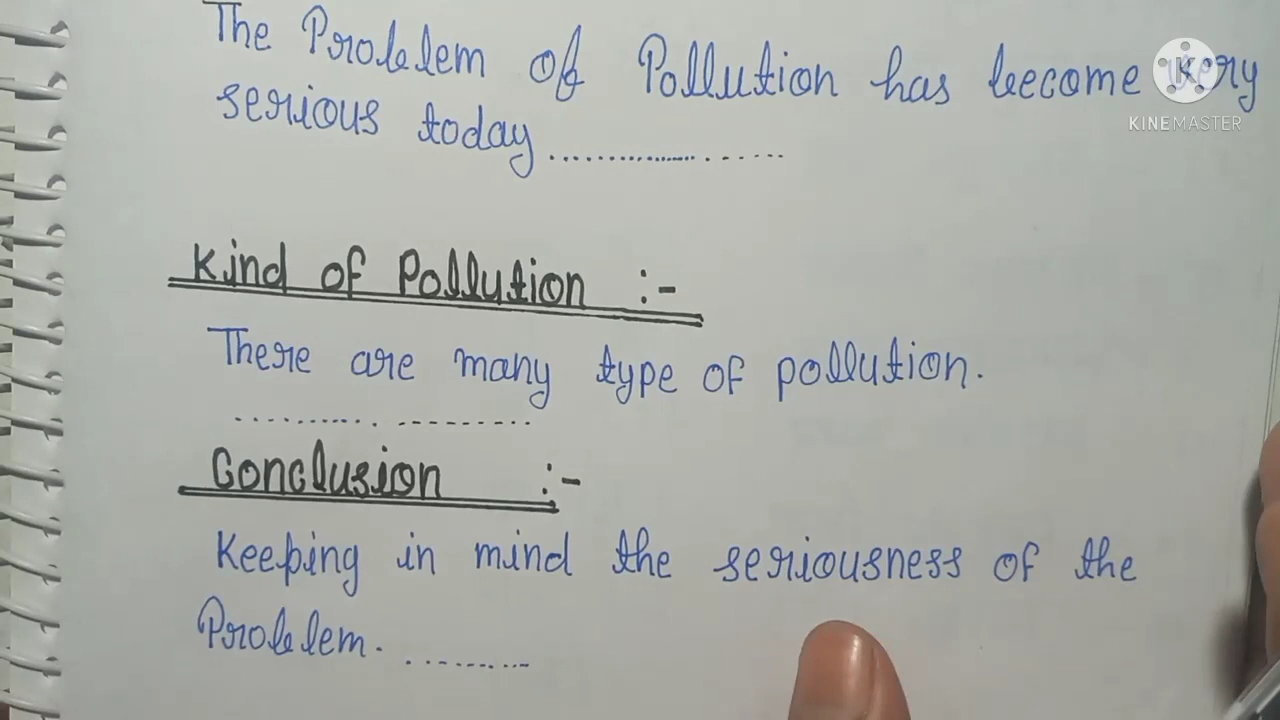 The Problem of Pollution has become very
serious today....................
Kind of Pollution :-
There are many type of pollution.
....................
Conclusion :-
Keeping in mind the seriousness of the
Problem. .........
K
KINEMASTER